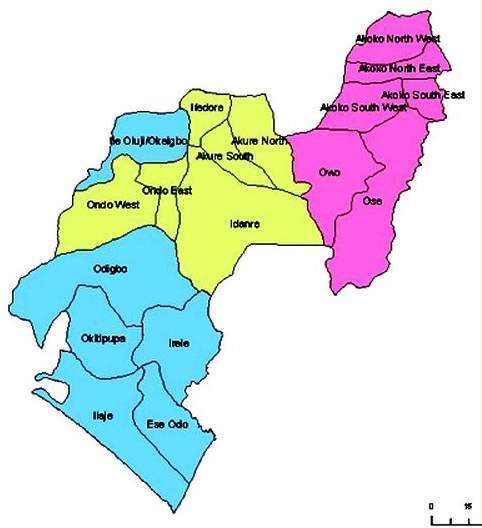 Akoko North West
Akoko North East
Akoko South East
Akoko South West
Ifedore
Ile Oluji/Okeigbo
Akure North
Akure South
Owo
Ondo East
Ose
Ondo West
Idanre
Odigbo
Okitipupa
Irele
Ilaje
Ese Odo
0 15